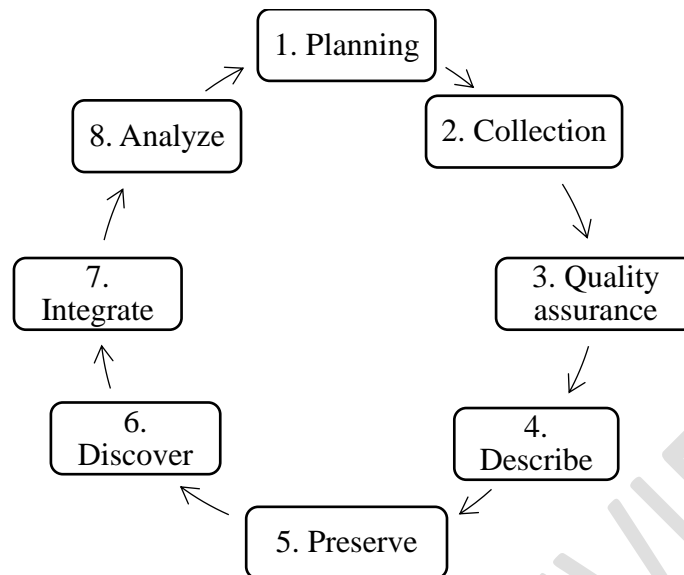 1. Planning
2. Collection
3. Quality
assurance
4.
Describe
5. Preserve
6.
Discover
7.
Integrate
8. Analyze